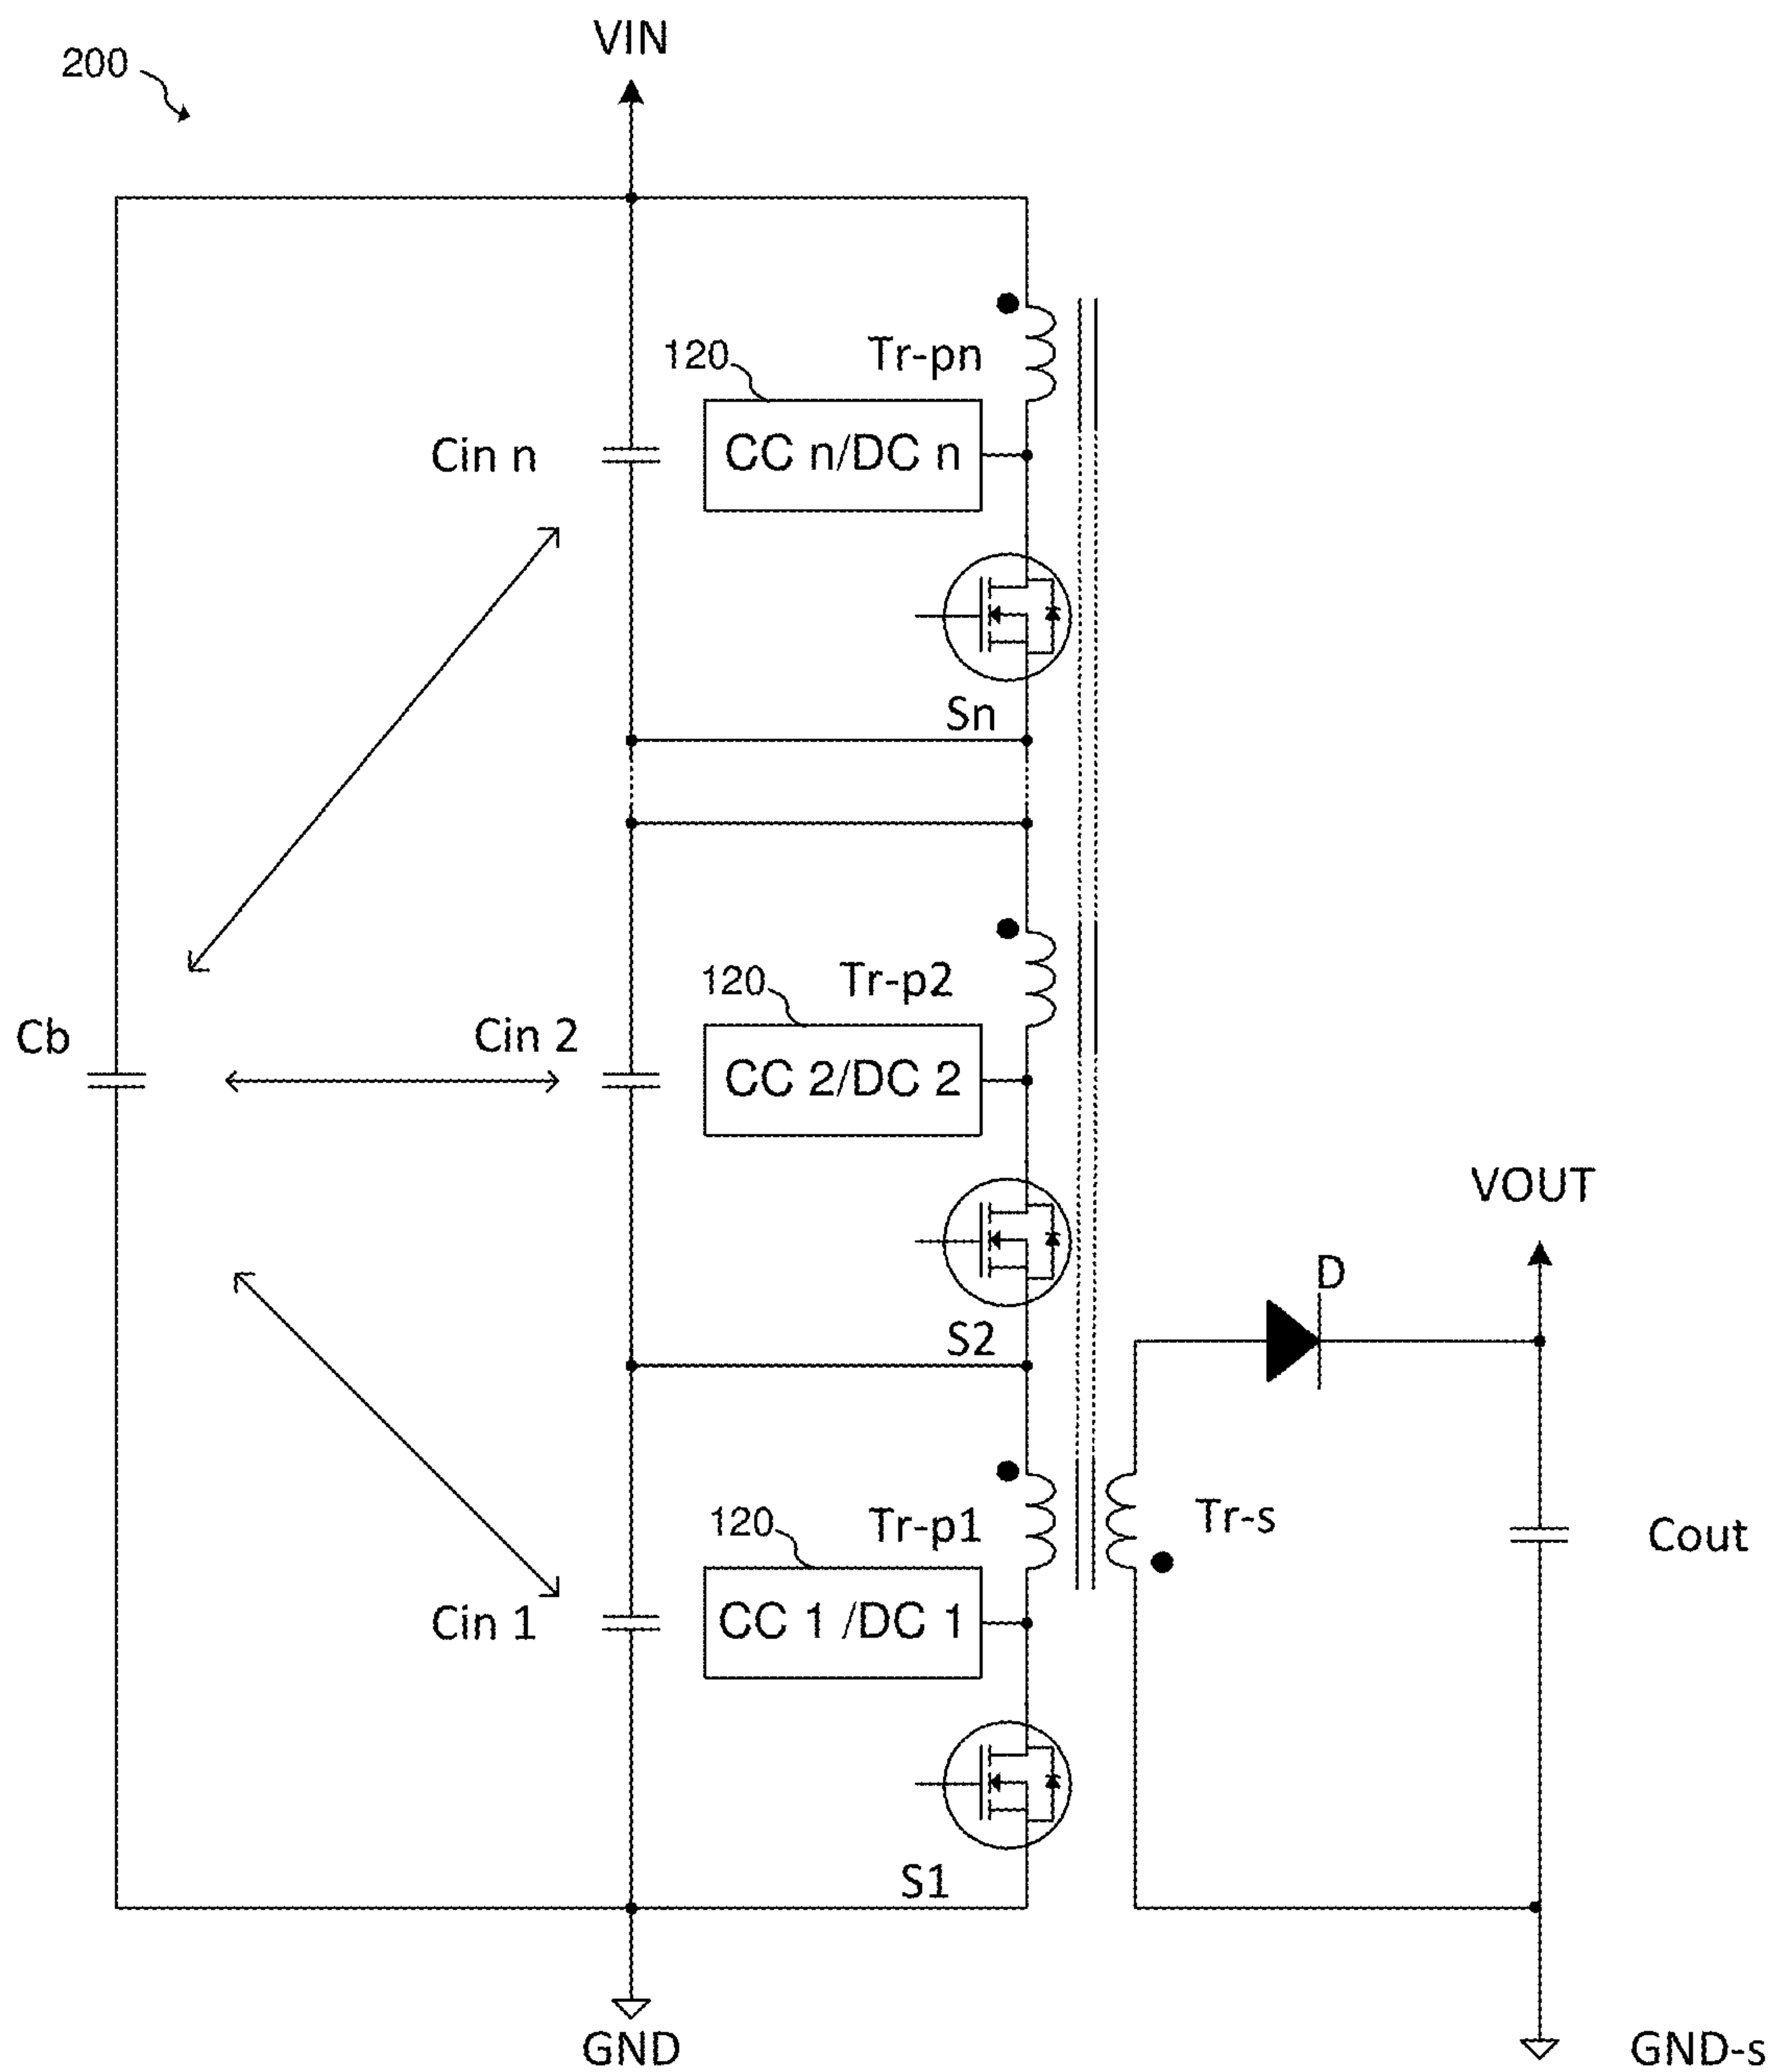 VIN
200
120
Tr-pn
CC n/DC n
Cin n
Sn
120
Tr-p2
Cb
Cin 2
CC 2/DC 2
VOUT
D
S2
120
Tr-p1
Tr-s
Cout
Cin 1
CC 1 /DC 1
S1
GND
GND-s